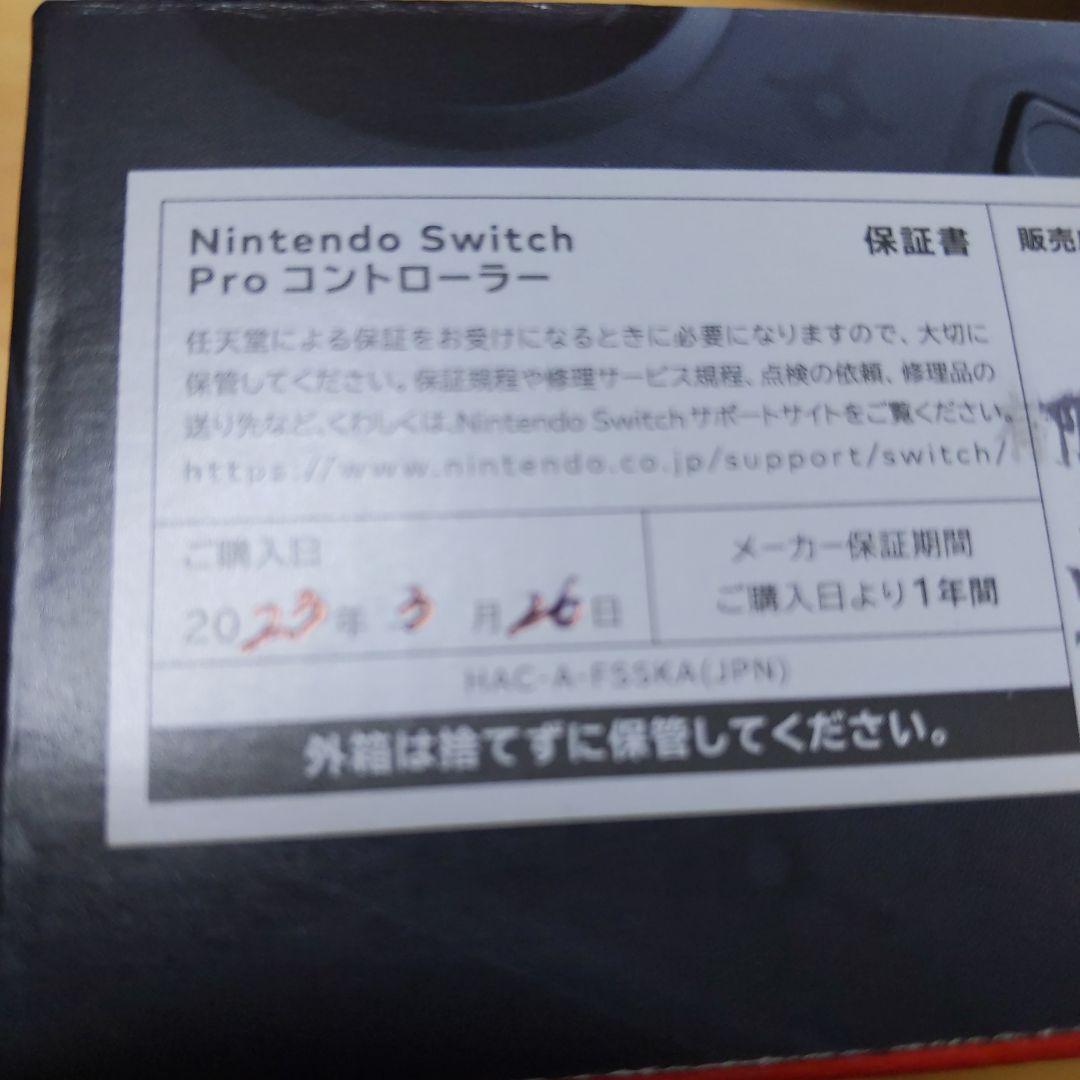 Nintendo Switch
Pro コントローラー
保証書
任天堂による保証をお受けになるときに必要になりますので、大切に
保管してください。保証規程や修理サービス規程、点検の依頼、修理品の
送り先など、くわしくは、Nintendo Switchサポートサイトをご覧ください。
https://www.nintendo.co.jp/support/switch/
ご購入日
2023年 3月26日
メーカー保証期間
ご購入日より1年間
HAC-A-FSSKA(JPN)
外箱は捨てずに保管してください。
販売